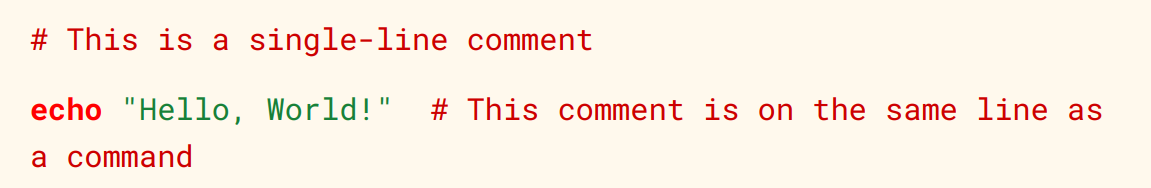 # This is a single-line comment
echo "Hello, World!"  # This comment is on the same line as
a command